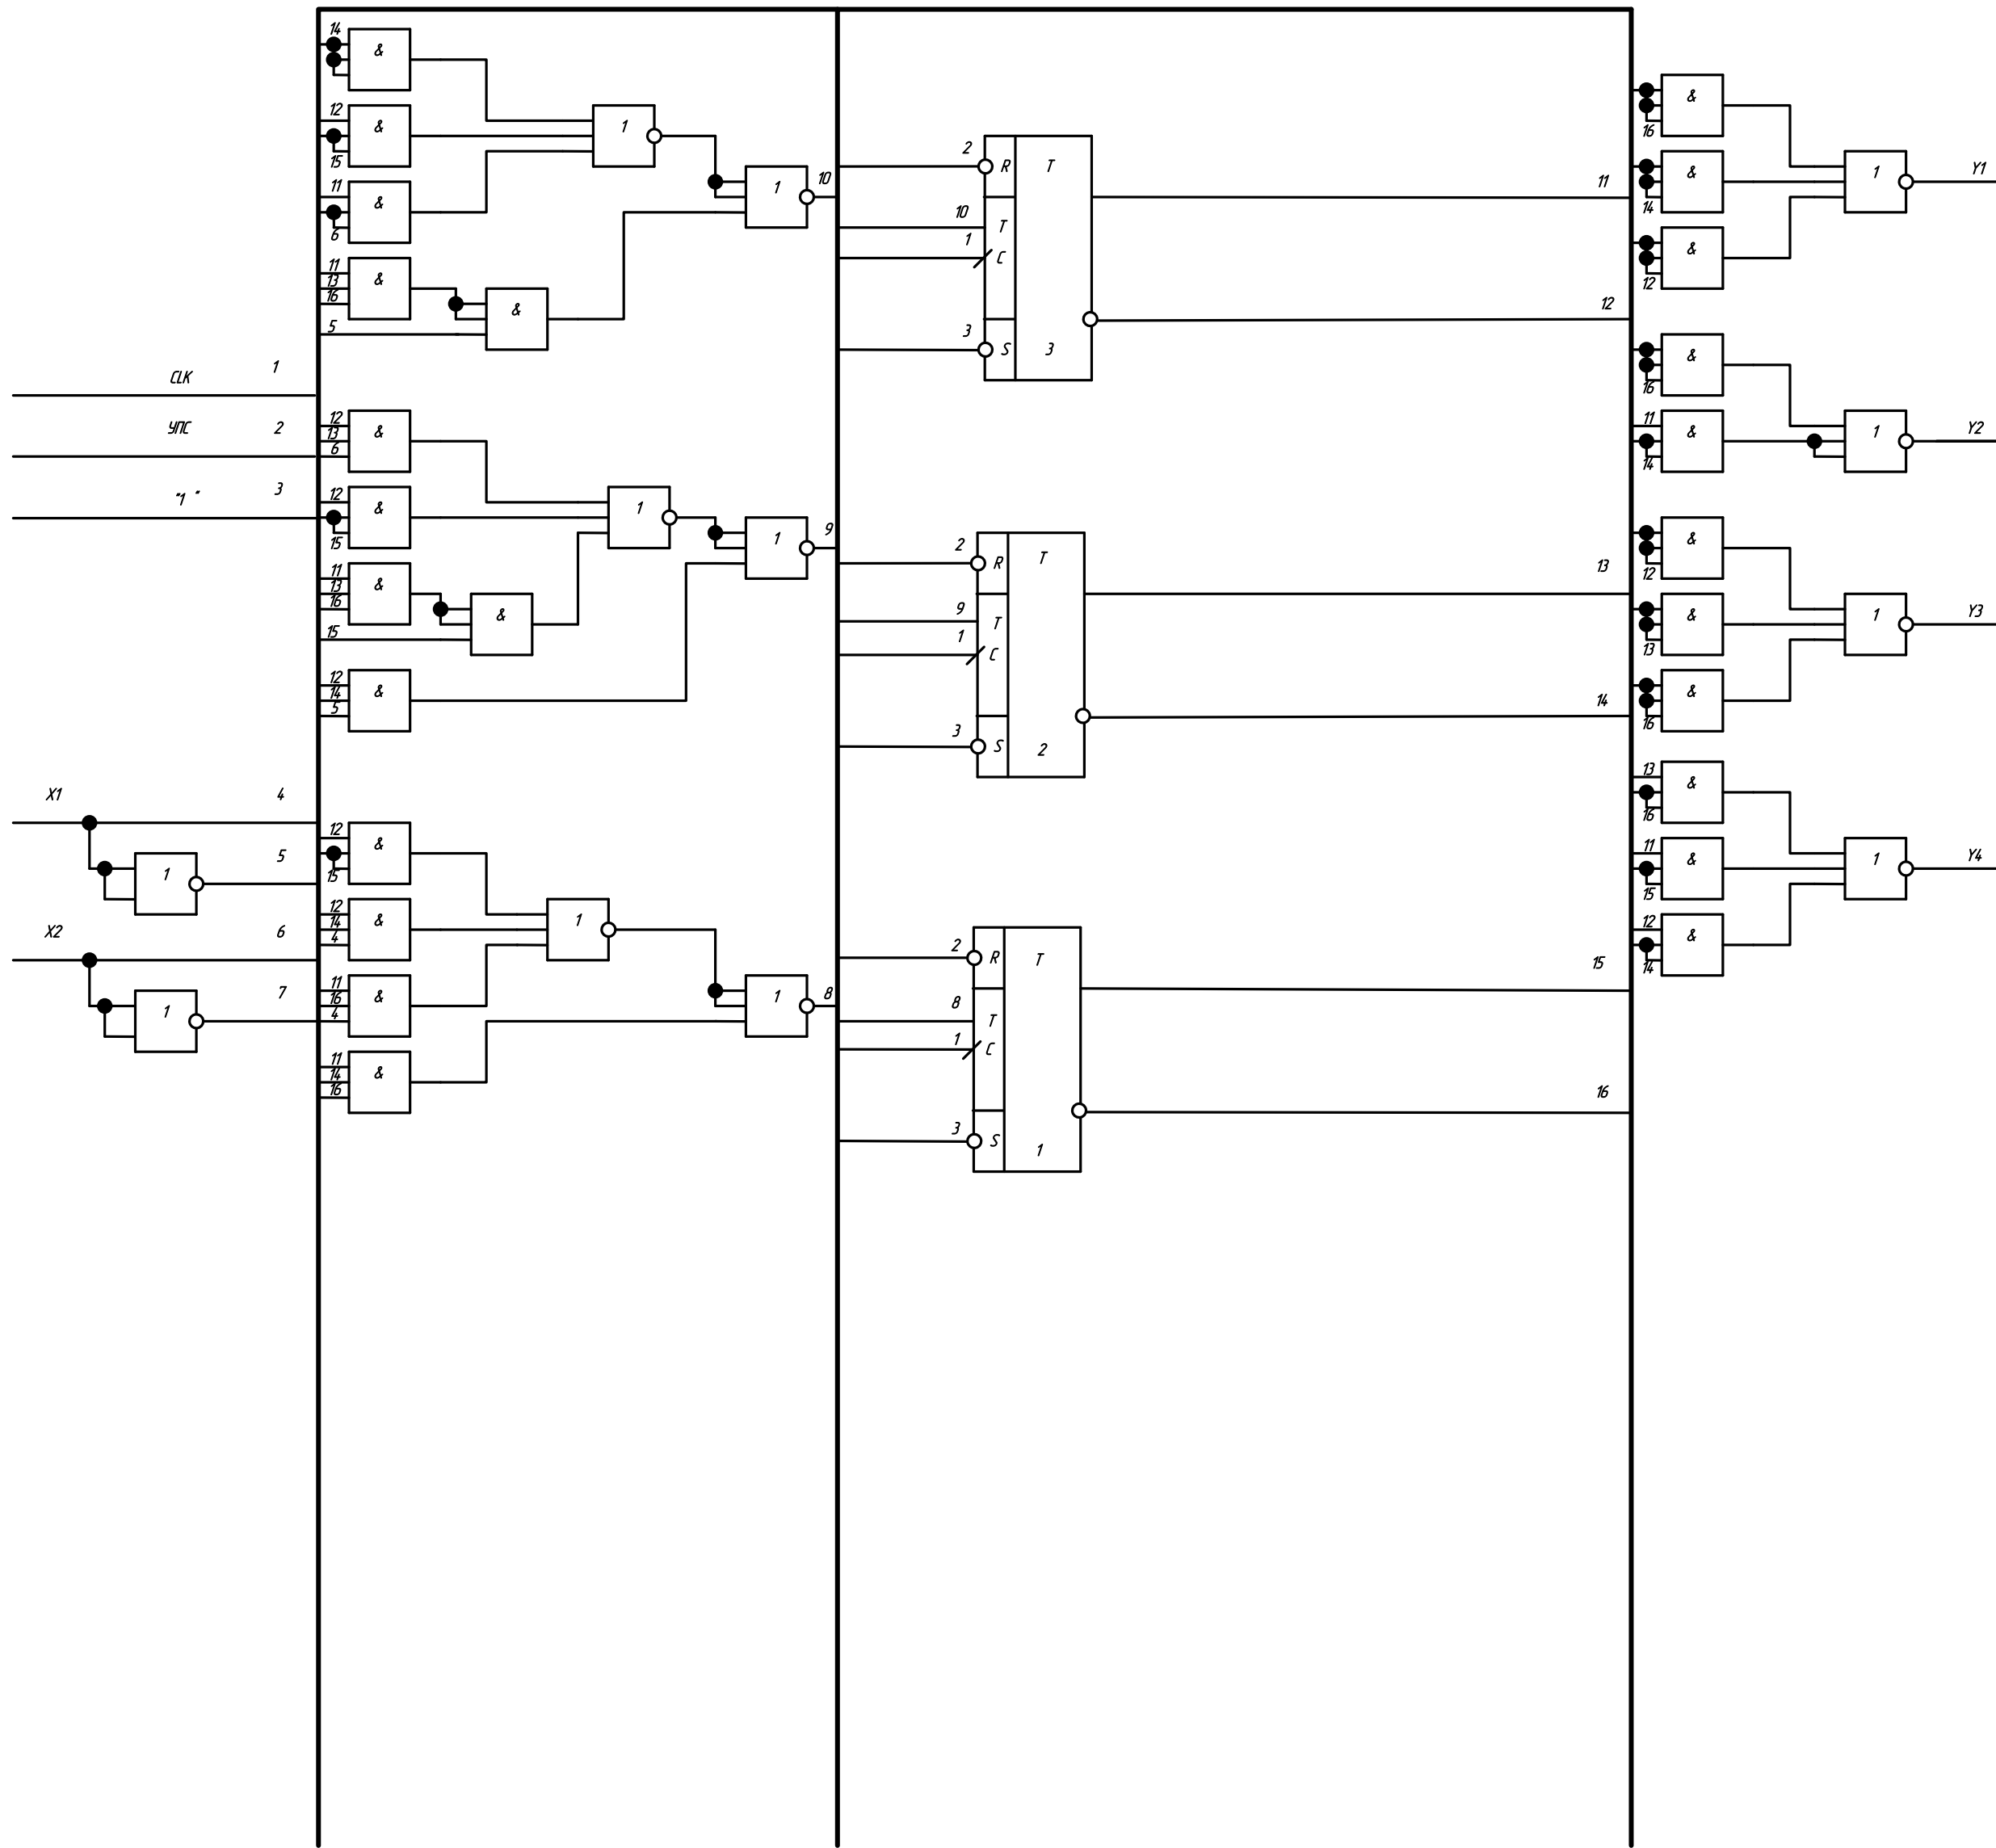 CLK 1
УПС 2
"1 " 3
X1 4
1 5
X2 6
1 7
14 &
12 & 15
11 & 6
11 13 16 &
5 &
1
1 10
12 13 6 &
12 & 15
11 13 16 &
15 &
12 14 5 &
1
1 9
12 & 15
12 14 4 &
11 16 4 &
11 14 16 &
1
1 8
2 R T
10 T
1 C
3 S 3
11
12
2 R T
9 T
1 C
3 S 2
13
14
2 R T
8 T
1 C
3 S 1
15
16
& 16
& 14
& 12
1 Y1
& 16
11 & 14
1 Y2
& 12
& 13
& 16
1 Y3
13 & 16
11 & 15
12 & 14
1 Y4